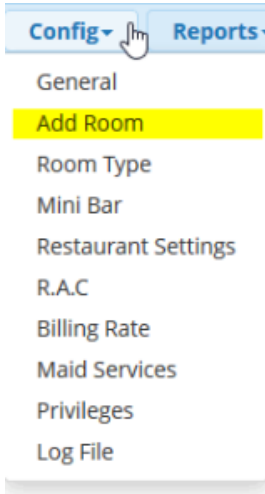 Config Reports
General
Add Room
Room Type
Mini Bar
Restaurant Settings
R.A.C
Billing Rate
Maid Services
Privileges
Log File